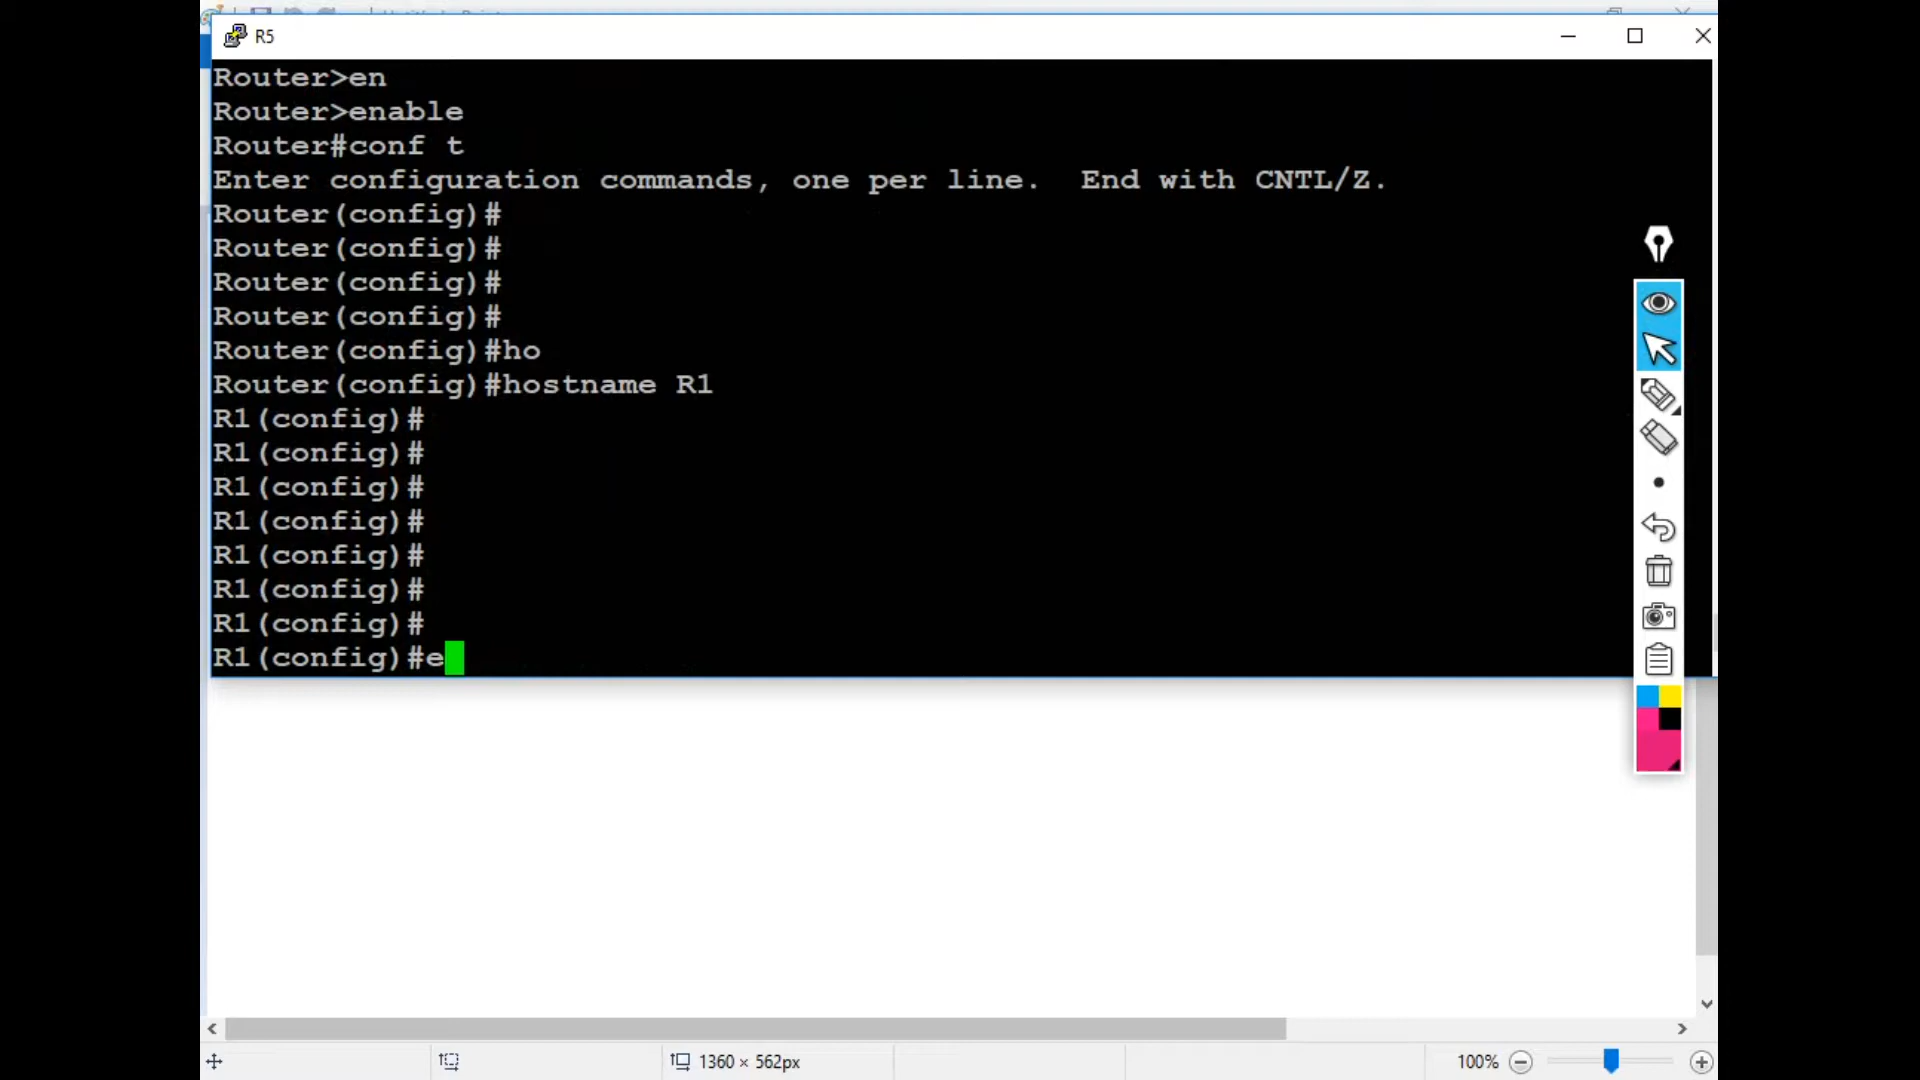 R5
Router>en
Router>enable
Router#conf t
Enter configuration commands, one per line.  End with CNTL/Z.
Router(config)#
Router(config)#
Router(config)#
Router(config)#
Router(config)#ho
Router(config)#hostname R1
R1(config)#
R1(config)#
R1(config)#
R1(config)#
R1(config)#
R1(config)#
R1(config)#
R1(config)#e
1360 × 562px
100%